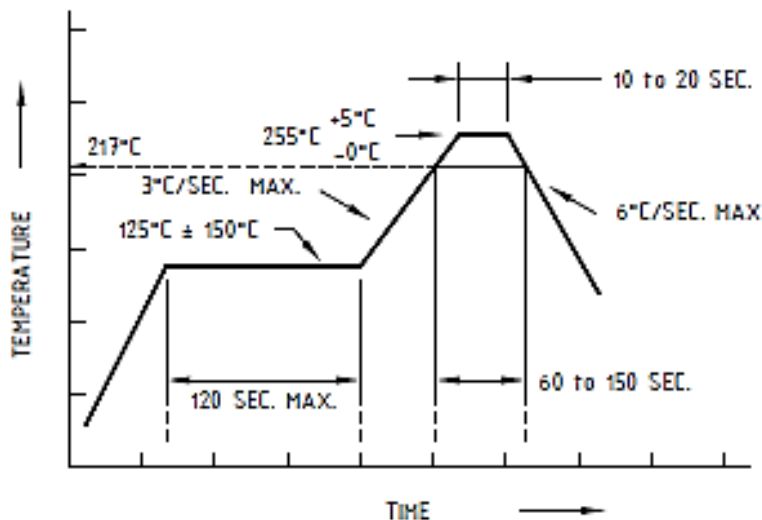 10 to 20 SEC.
+5°C
255°C
-0°C
217°C
3°C/SEC. MAX.
6°C/SEC. MAX
125°C ± 150°C
TEMPERATURE
120 SEC. MAX.
60 to 150 SEC.
TIME